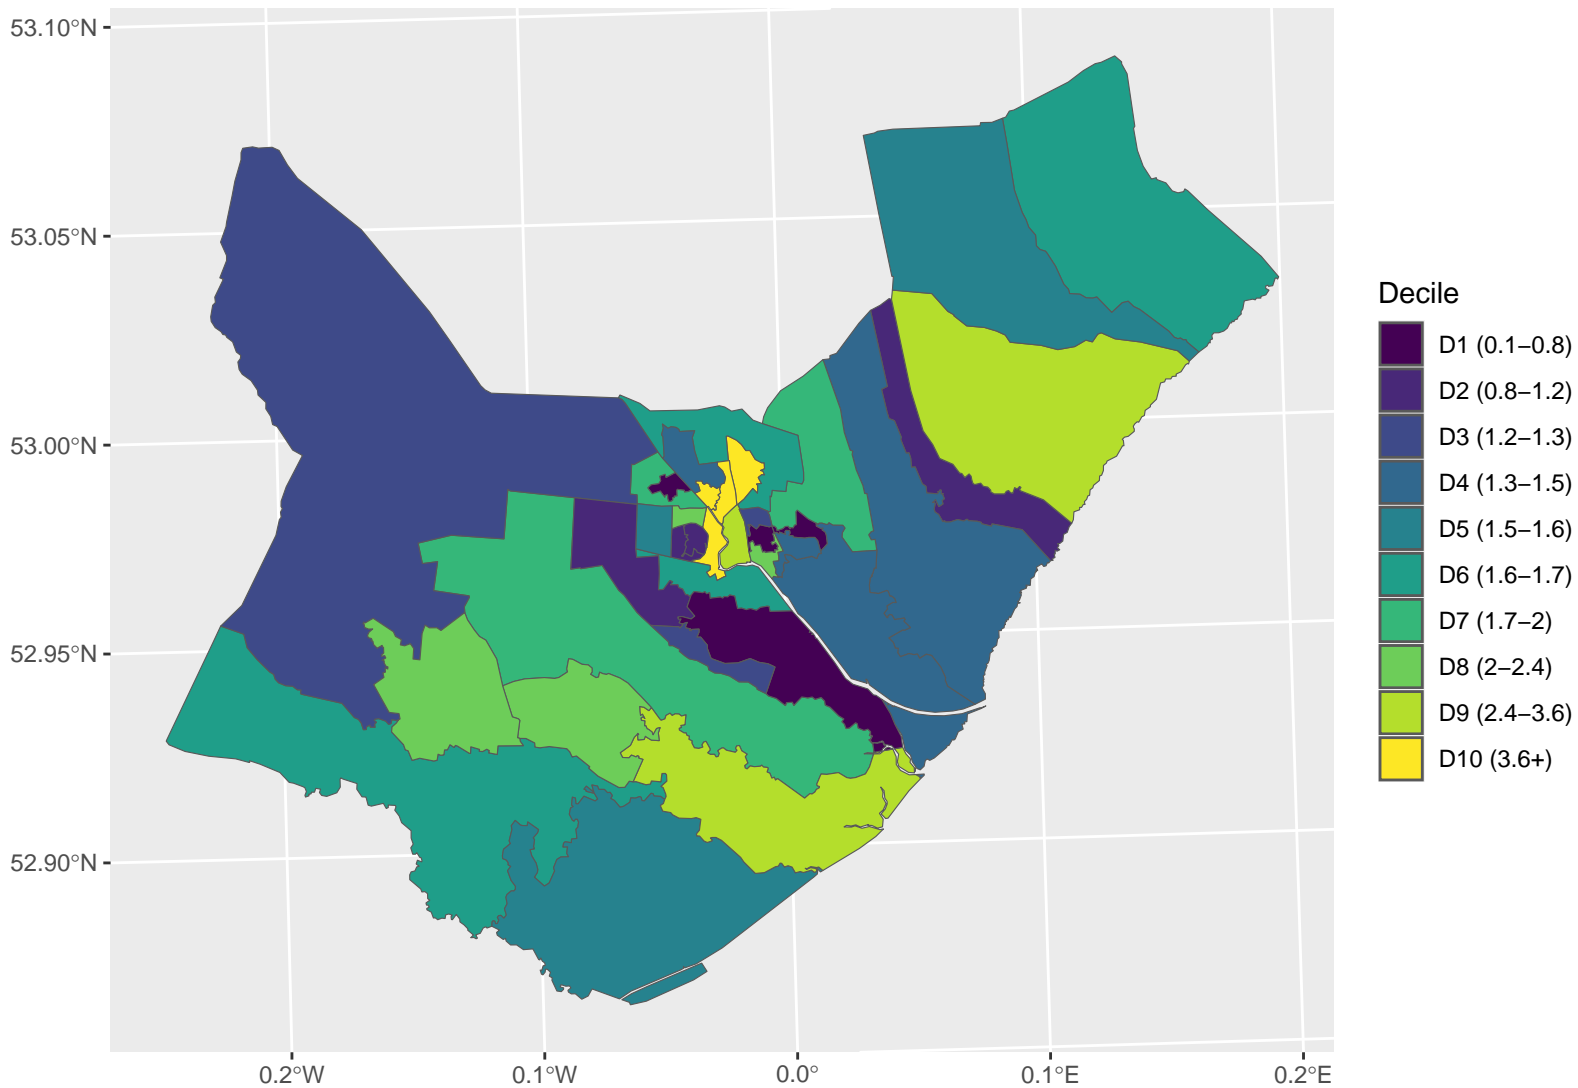 53.10°N
53.05°N
53.00°N
52.95°N
52.90°N
0.2°W
0.1°W
0.0°
0.1°E
0.2°E
Decile
D1 (0.1−0.8)
D2 (0.8−1.2)
D3 (1.2−1.3)
D4 (1.3−1.5)
D5 (1.5−1.6)
D6 (1.6−1.7)
D7 (1.7−2)
D8 (2−2.4)
D9 (2.4−3.6)
D10 (3.6+)